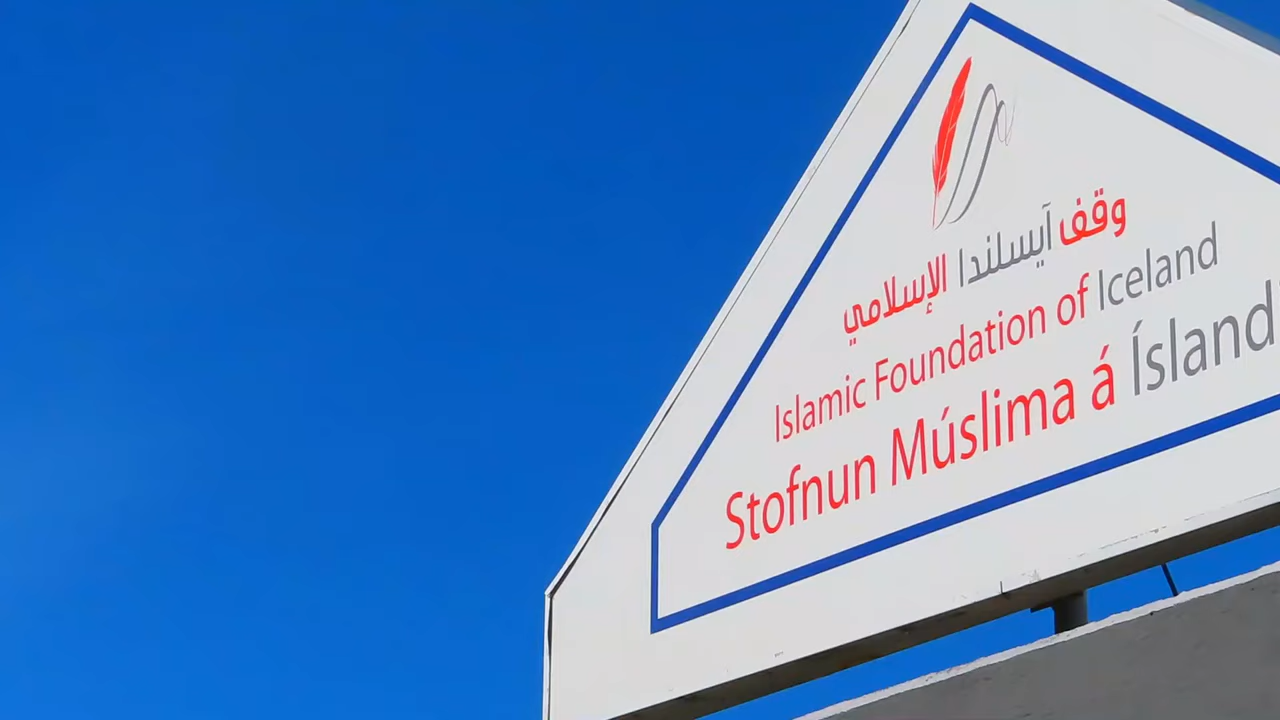 وقف آيسلندا الإسلامي
Islamic Foundation of Iceland
Stofnun Múslima á Íslandi